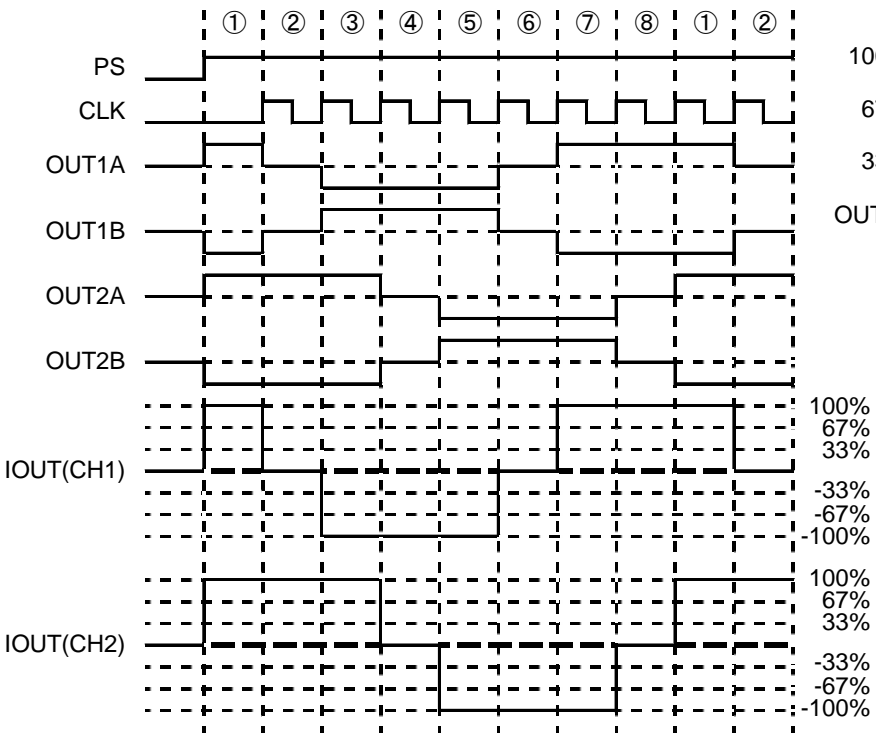 ① ② ③ ④ ⑤ ⑥ ⑦ ⑧ ① ②
PS
CLK
OUT1A
OUT1B
OUT2A
OUT2B
IOUT(CH1)
100%
67%
33%
-33%
-67%
-100%
IOUT(CH2)
100%
67%
33%
-33%
-67%
-100%